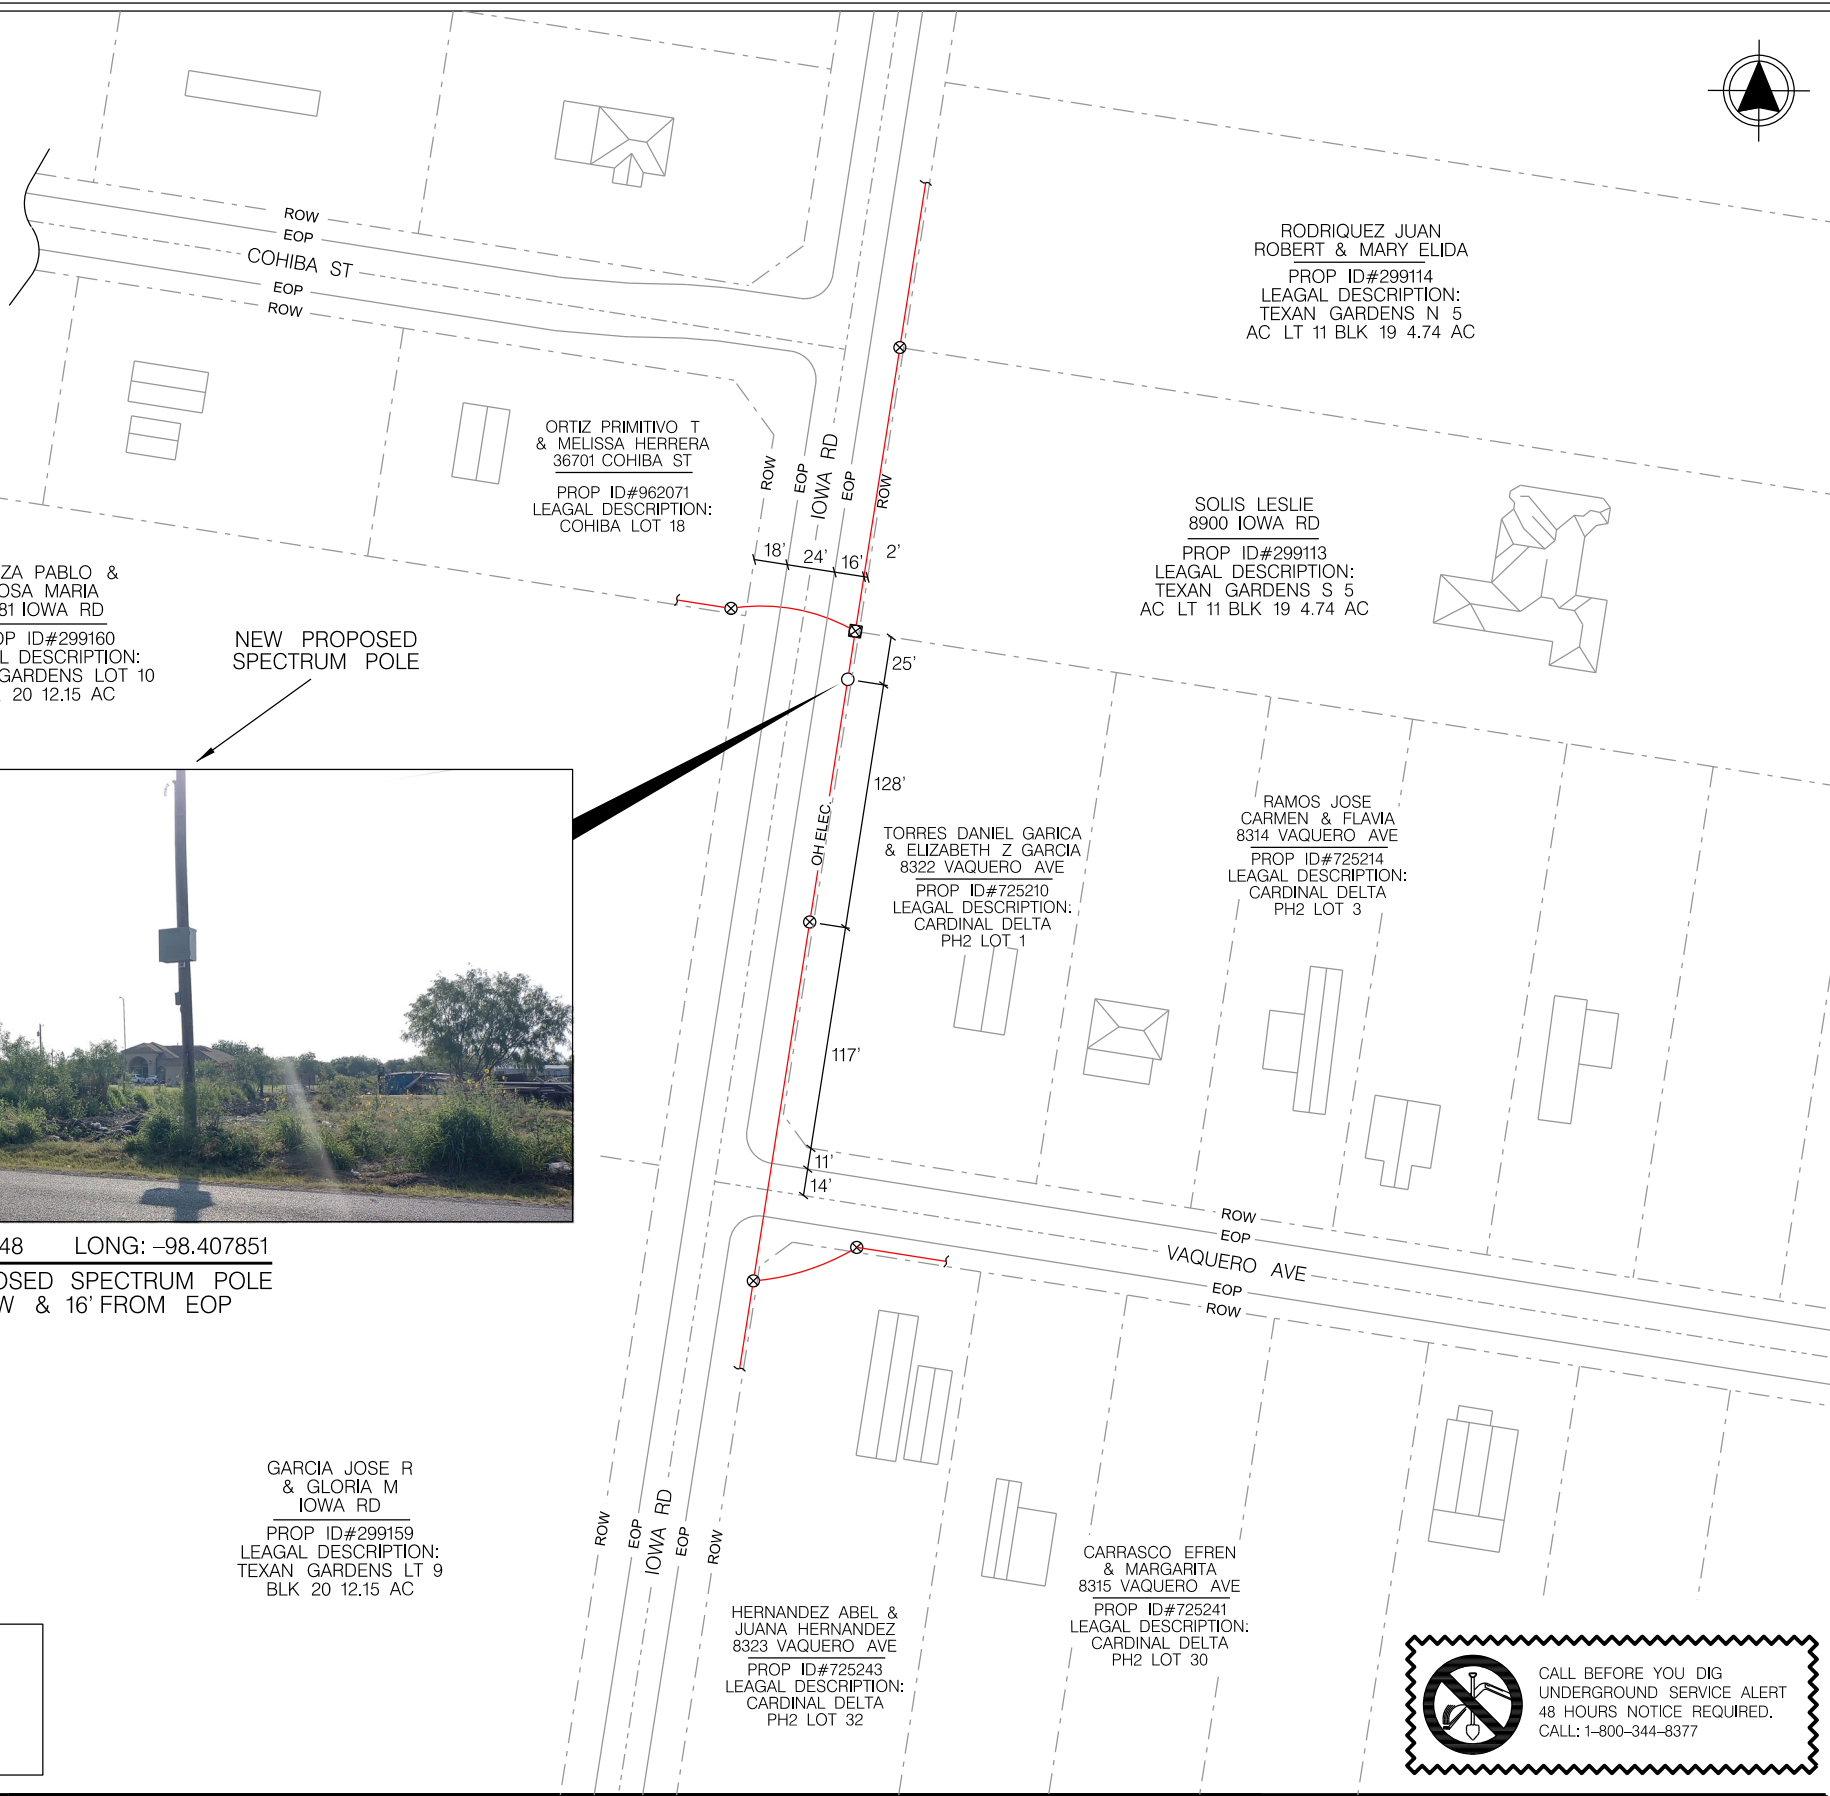 ROW
EOP
COHIBA ST
EOP
ROW
RODRIQUEZ JUAN
ROBERT & MARY ELIDA
PROP ID#299114
LEAGAL DESCRIPTION:
TEXAN GARDENS N 5
AC LT 11 BLK 19 4.74 AC
ORTIZ PRIMITIVO T
& MELISSA HERRERA
36701 COHIBA ST
PROP ID#962071
LEAGAL DESCRIPTION:
COHIBA LOT 18
ROW
EOP
IOWA RD
EOP
ROW
18'
24'
16'
2'
SOLIS LESLIE
8900 IOWA RD
PROP ID#299113
LEAGAL DESCRIPTION:
TEXAN GARDENS S 5
AC LT 11 BLK 19 4.74 AC
ZA PABLO &
OSA MARIA
81 IOWA RD
OP ID#299160
L DESCRIPTION:
GARDENS LOT 10
20 12.15 AC
NEW PROPOSED
SPECTRUM POLE
25'
128'
OH ELEC.
TORRES DANIEL GARICA
& ELIZABETH Z GARCIA
8322 VAQUERO AVE
PROP ID#725210
LEAGAL DESCRIPTION:
CARDINAL DELTA
PH2 LOT 1
RAMOS JOSE
CARMEN & FLAVIA
8314 VAQUERO AVE
PROP ID#725214
LEAGAL DESCRIPTION:
CARDINAL DELTA
PH2 LOT 3
117'
11'
14'
48 LONG: -98.407851
OSED SPECTRUM POLE
W & 16' FROM EOP
ROW
EOP
VAQUERO AVE
EOP
ROW
GARCIA JOSE R
& GLORIA M
IOWA RD
PROP ID#299159
LEAGAL DESCRIPTION:
TEXAN GARDENS LT 9
BLK 20 12.15 AC
ROW
EOP
IOWA RD
EOP
ROW
HERNANDEZ ABEL &
JUANA HERNANDEZ
8323 VAQUERO AVE
PROP ID#725243
LEAGAL DESCRIPTION:
CARDINAL DELTA
PH2 LOT 32
CARRASCO EFREN
& MARGARITA
8315 VAQUERO AVE
PROP ID#725241
LEAGAL DESCRIPTION:
CARDINAL DELTA
PH2 LOT 30
CALL BEFORE YOU DIG
UNDERGROUND SERVICE ALERT
48 HOURS NOTICE REQUIRED.
CALL: 1-800-344-8377